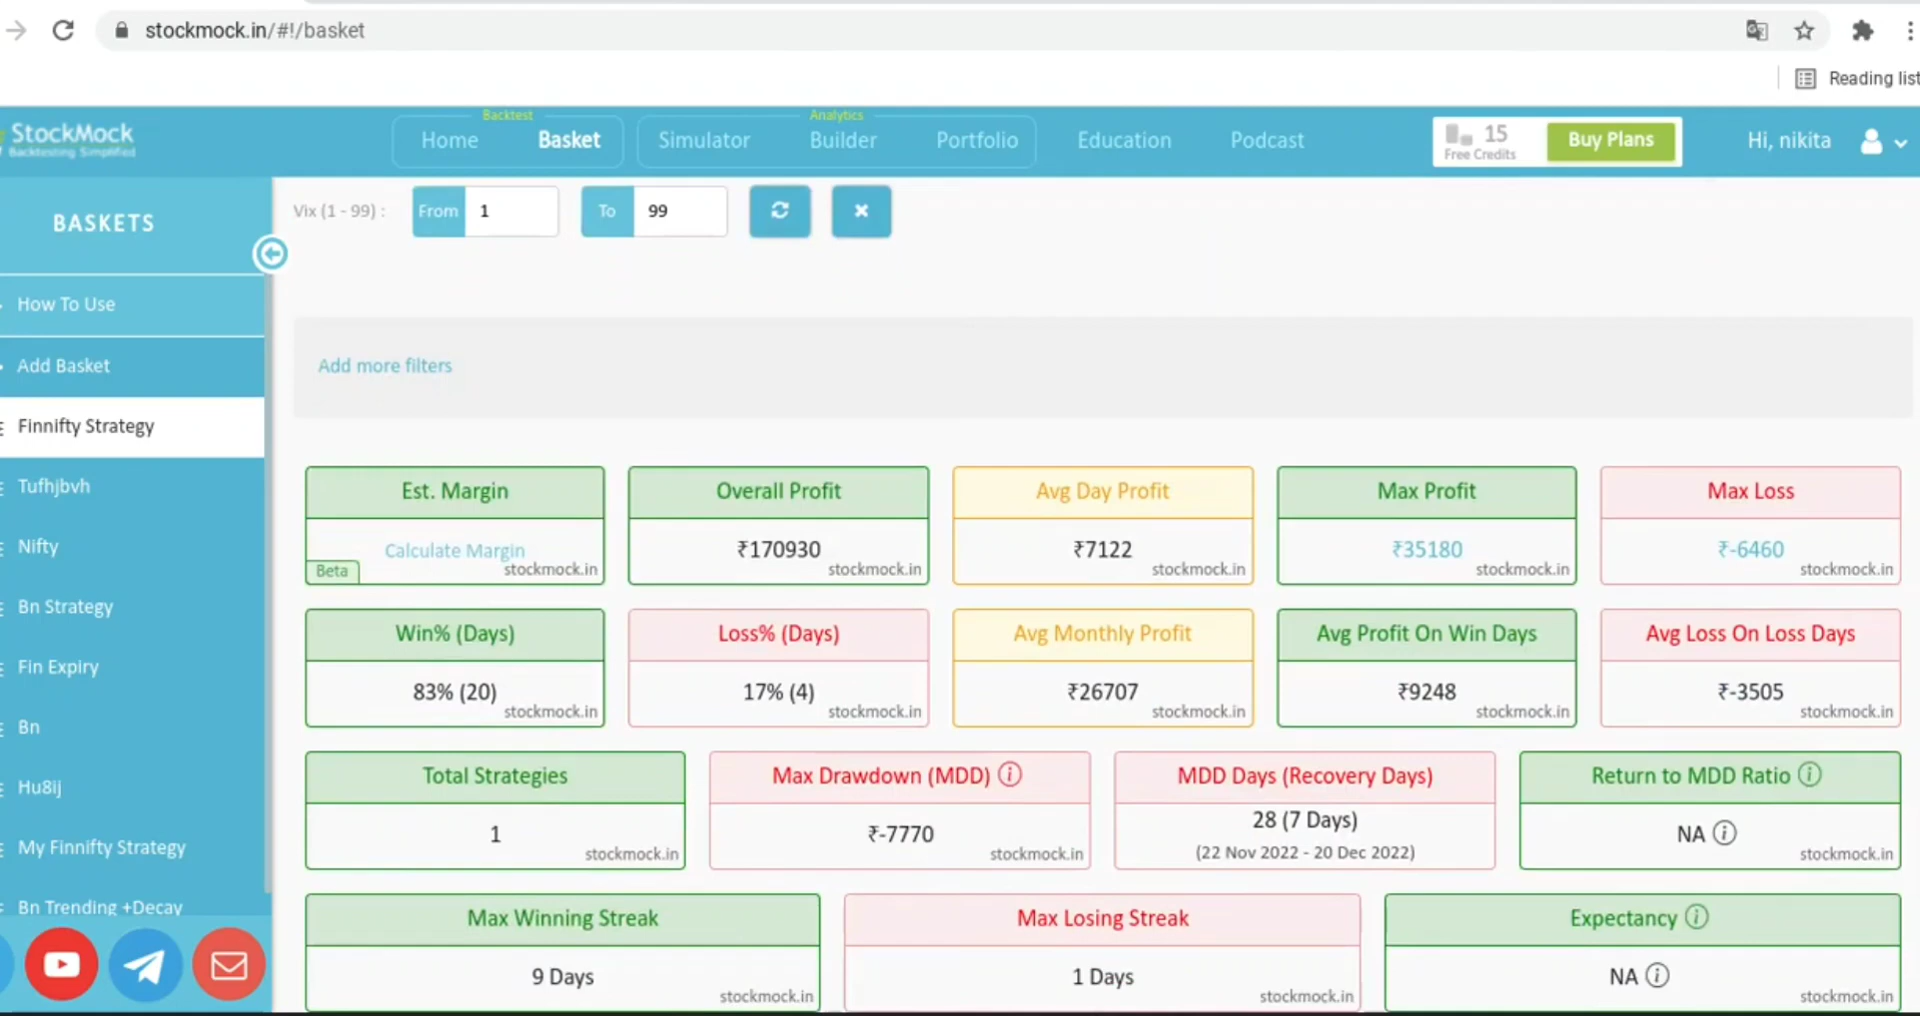 stockmock.in/#!/basket
Reading list
StockMock
Backtesting Simplified
Backtest
Home
Basket
Analytics
Simulator
Builder
Portfolio
Education
Podcast
15
Free Credits
Buy Plans
Hi, nikita
BASKETS
How To Use
Add Basket
Finnifty Strategy
Tufhjbvh
Nifty
Bn Strategy
Fin Expiry
Bn
Hu8ij
My Finnifty Strategy
Bn Trending +Decay
Vix (1 - 99) :
From
1
To
99
Add more filters
Est. Margin
Calculate Margin
Beta
stockmock.in
Overall Profit
₹170930
stockmock.in
Avg Day Profit
₹7122
stockmock.in
Max Profit
₹35180
stockmock.in
Max Loss
₹-6460
stockmock.in
Win% (Days)
83% (20)
stockmock.in
Loss% (Days)
17% (4)
stockmock.in
Avg Monthly Profit
₹26707
stockmock.in
Avg Profit On Win Days
₹9248
stockmock.in
Avg Loss On Loss Days
₹-3505
stockmock.in
Total Strategies
1
stockmock.in
Max Drawdown (MDD)
₹-7770
stockmock.in
MDD Days (Recovery Days)
28 (7 Days)
(22 Nov 2022 - 20 Dec 2022)
Return to MDD Ratio
NA
stockmock.in
Max Winning Streak
9 Days
stockmock.in
Max Losing Streak
1 Days
stockmock.in
Expectancy
NA
stockmock.in